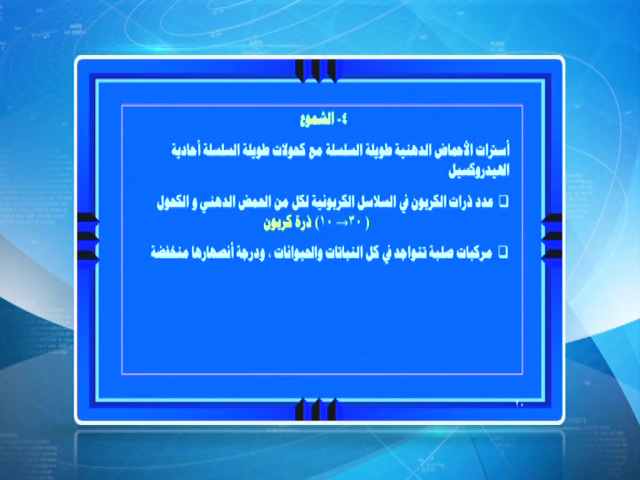 ٤- الشموع
أسترات الأحماض الدهنية طويلة السلسلة مع كحولات طويلة السلسلة أحادية
الهيدروكسيل
❑ عدد ذرات الكربون في السلاسل الكربونية لكل من الحمض الدهني و الكحول
( ٣٠→ ١٠) ذرة كربون
❑ مركبات صلبة تتواجد في كل النباتات والحيوانات ، ودرجة أنصهارها منخفضة